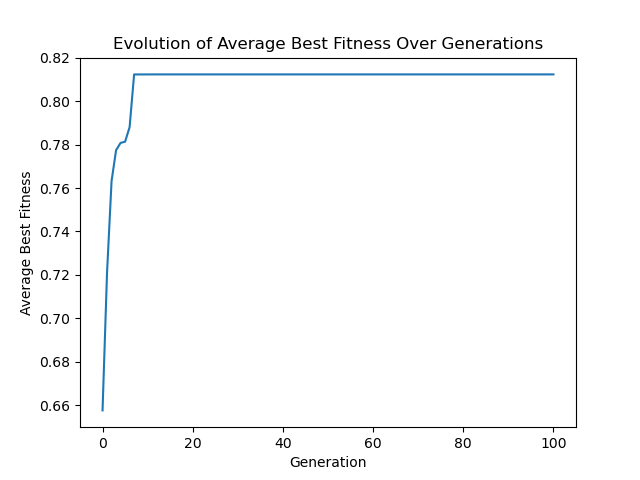 Evolution of Average Best Fitness Over Generations
0.82
0.80
0.78
0.76
0.74
0.72
0.70
0.68
0.66
Average Best Fitness
0 20 40 60 80 100
Generation